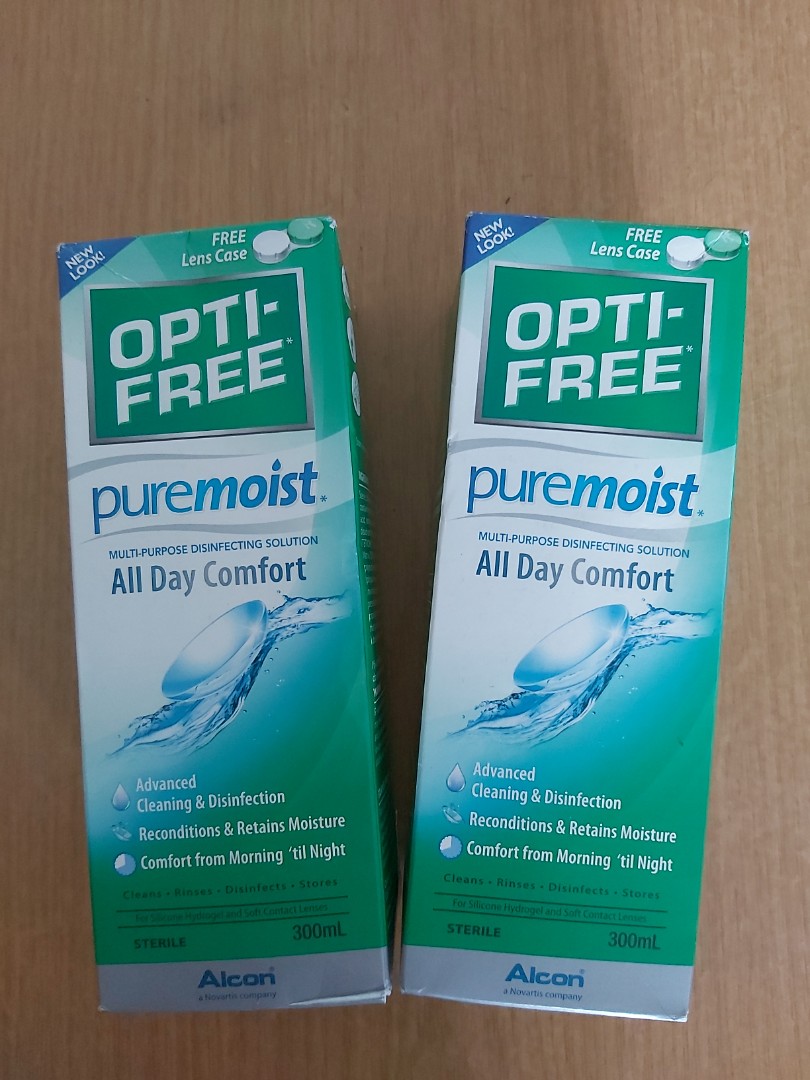 NEW
LOOK!
FREE
Lens Case
OPTI-
FREE*
puremoist*
MULTI-PURPOSE DISINFECTING SOLUTION
All Day Comfort
Advanced
Cleaning & Disinfection
Reconditions & Retains Moisture
Comfort from Morning ‘til Night
Cleans • Rinses • Disinfects • Stores
For Silicone Hydrogel and Soft Contact Lenses
STERILE 300mL
Alcon
a Novartis company
NEW
LOOK!
FREE
Lens Case
OPTI-
FREE*
puremoist*
MULTI-PURPOSE DISINFECTING SOLUTION
All Day Comfort
Advanced
Cleaning & Disinfection
Reconditions & Retains Moisture
Comfort from Morning ‘til Night
Cleans • Rinses • Disinfects • Stores
For Silicone Hydrogel and Soft Contact Lenses
STERILE 300mL
Alcon
a Novartis company